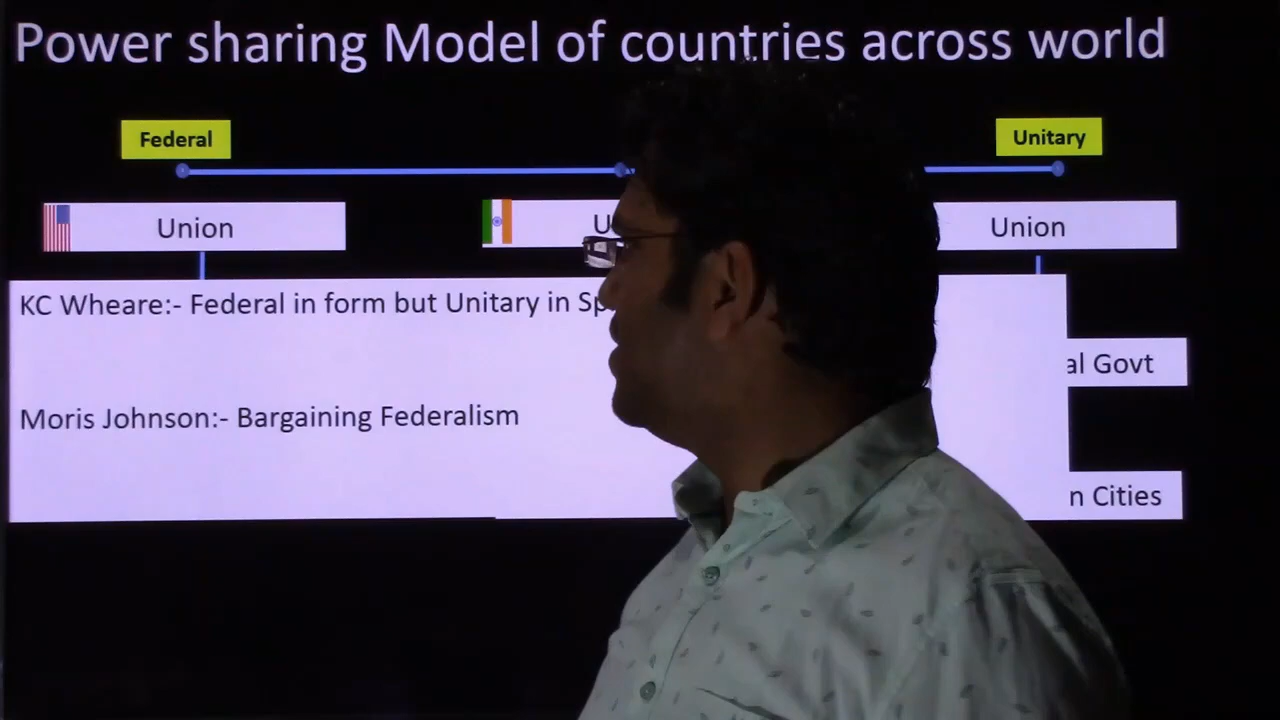 Power sharing Model of countries across world
Federal
Unitary
Union
Union
KC Wheare:- Federal in form but Unitary in
al Govt
Moris Johnson:- Bargaining Federalism
n Cities